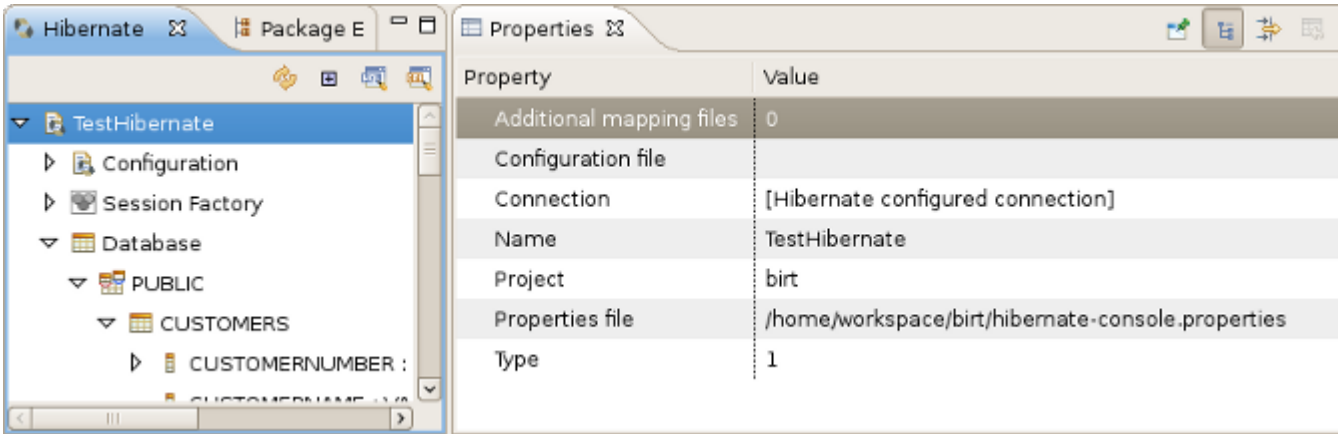 Hibernate
Package E
TestHibernate
Configuration
Session Factory
Database
PUBLIC
CUSTOMERS
CUSTOMERNUMBER :
Properties
Property Value
Additional mapping files 0
Configuration file
Connection [Hibernate configured connection]
Name TestHibernate
Project birt
Properties file /home/workspace/birt/hibernate-console.properties
Type 1